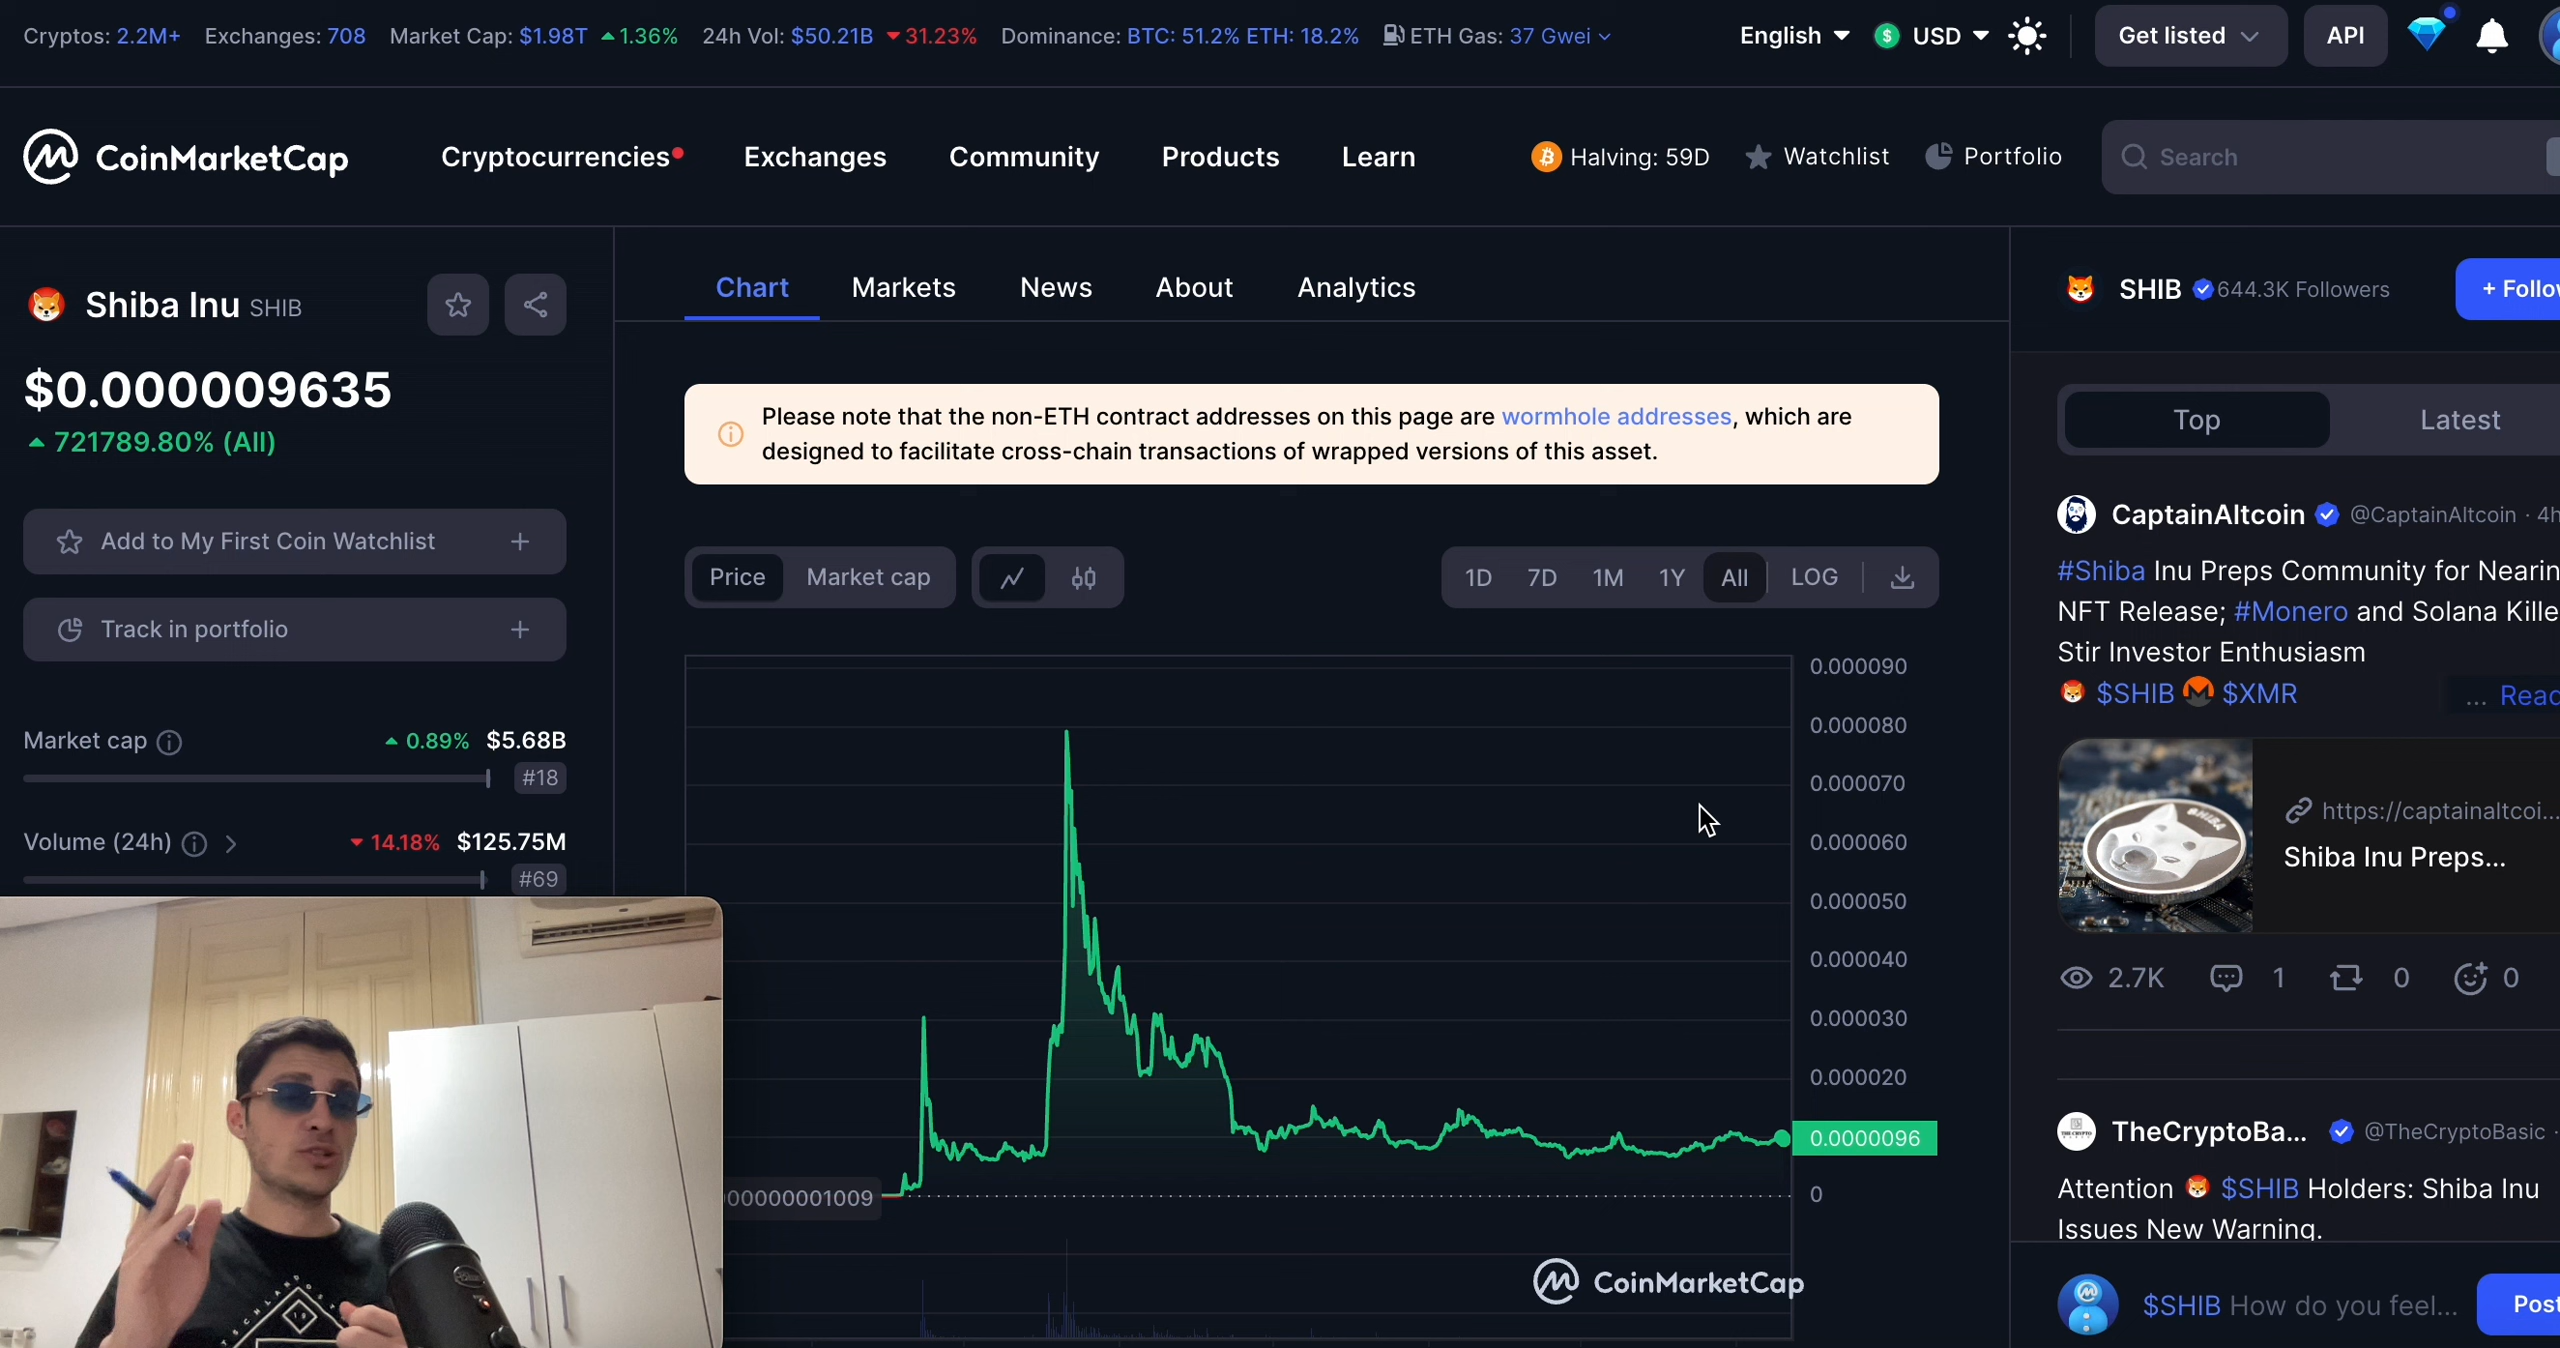 Cryptos: 2.2M+ Exchanges: 708 Market Cap: $1.98T 1.36% 24h Vol: $50.21B 31.23% Dominance: BTC: 51.2% ETH: 18.2% ETH Gas: 37 Gwei English USD Get listed API
CoinMarketCap Cryptocurrencies Exchanges Community Products Learn Halving: 59D Watchlist Portfolio Search
Shiba Inu SHIB
$0.000009635
721789.80% (All)
Add to My First Coin Watchlist +
Track in portfolio +
Market cap 0.89% $5.68B
#18
Volume (24h) 14.18% $125.75M
#69
Chart Markets News About Analytics
Please note that the non-ETH contract addresses on this page are wormhole addresses, which are
designed to facilitate cross-chain transactions of wrapped versions of this asset.
Price Market cap 1D 7D 1M 1Y All LOG
0.000090
0.000080
0.000070
0.000060
0.000050
0.000040
0.000030
0.000020
0.0000096
0
000000001009
CoinMarketCap
SHIB 644.3K Followers
Top Latest
CaptainAltcoin @CaptainAltcoin · 4h
#Shiba Inu Preps Community for
NFT Release; #Monero and Solana
Stir Investor Enthusiasm
$SHIB $XMR ...
SHIBA
https://captainaltcoi...
Shiba Inu Preps...
2.7K 1 0 0
TheCryptoBa... @TheCryptoBasic ·
Attention $SHIB Holders: Shiba Inu
Issues New Warning.
$SHIB How do you feel...
Post